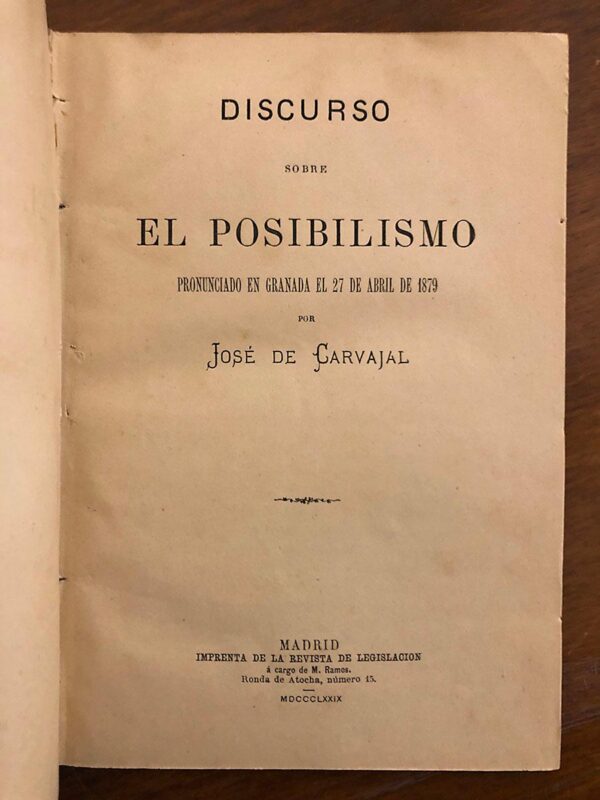 DISCURSO
SOBRE
EL POSIBILISMO
PRONUNCIADO EN GRANADA EL 27 DE ABRIL DE 1879
POR
JOSÉ DE CARVAJAL
MADRID
IMPRENTA DE LA REVISTA DE LEGISLACION
á cargo de M. Ramos.
Ronda de Atocha, número 15.
MDCCCLXXIX